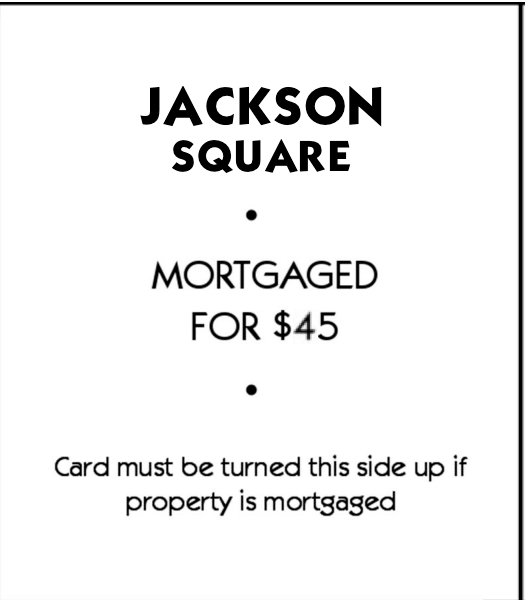 JACKSON
SQUARE
•
MORTGAGED
FOR $45
•
Card must be turned this side up if
property is mortgaged